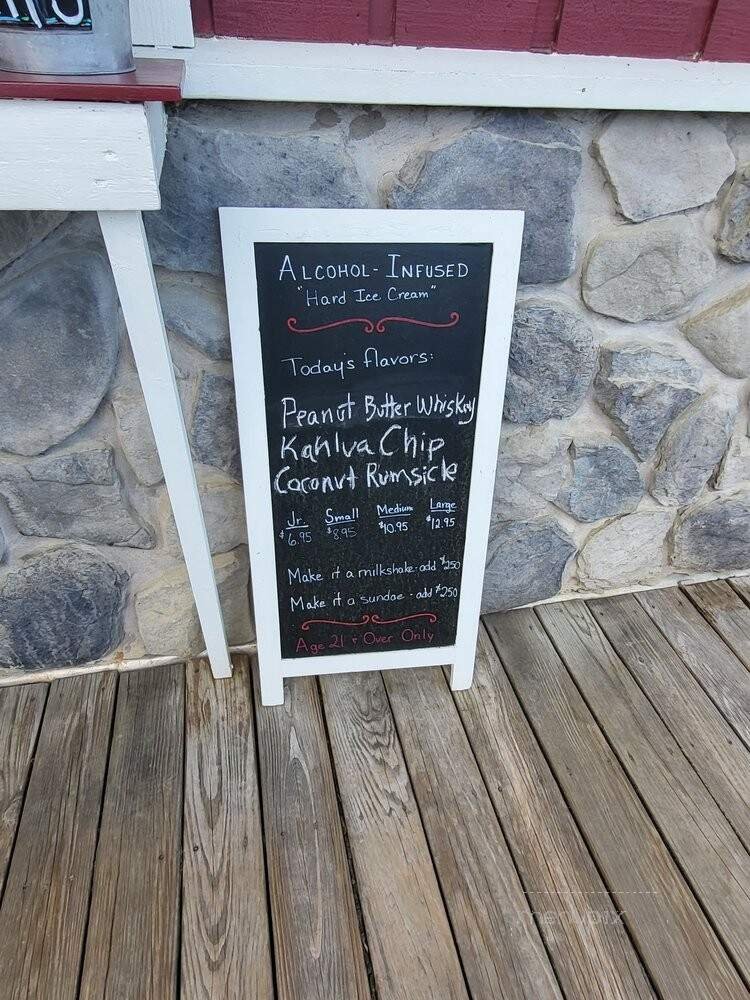 ALCOHOL-INFUSED
"Hard Ice Cream"
Today's flavors:
Peanut Butter Whiskey
Kahlua Chip
Coconut Rumsicle
Jr. Small Medium Large
$6.95 $8.95 $10.95 $12.95
Make it a milkshake - add $2.50
Make it a sundae - add $2.50
Age 21 + Over Only
menupix